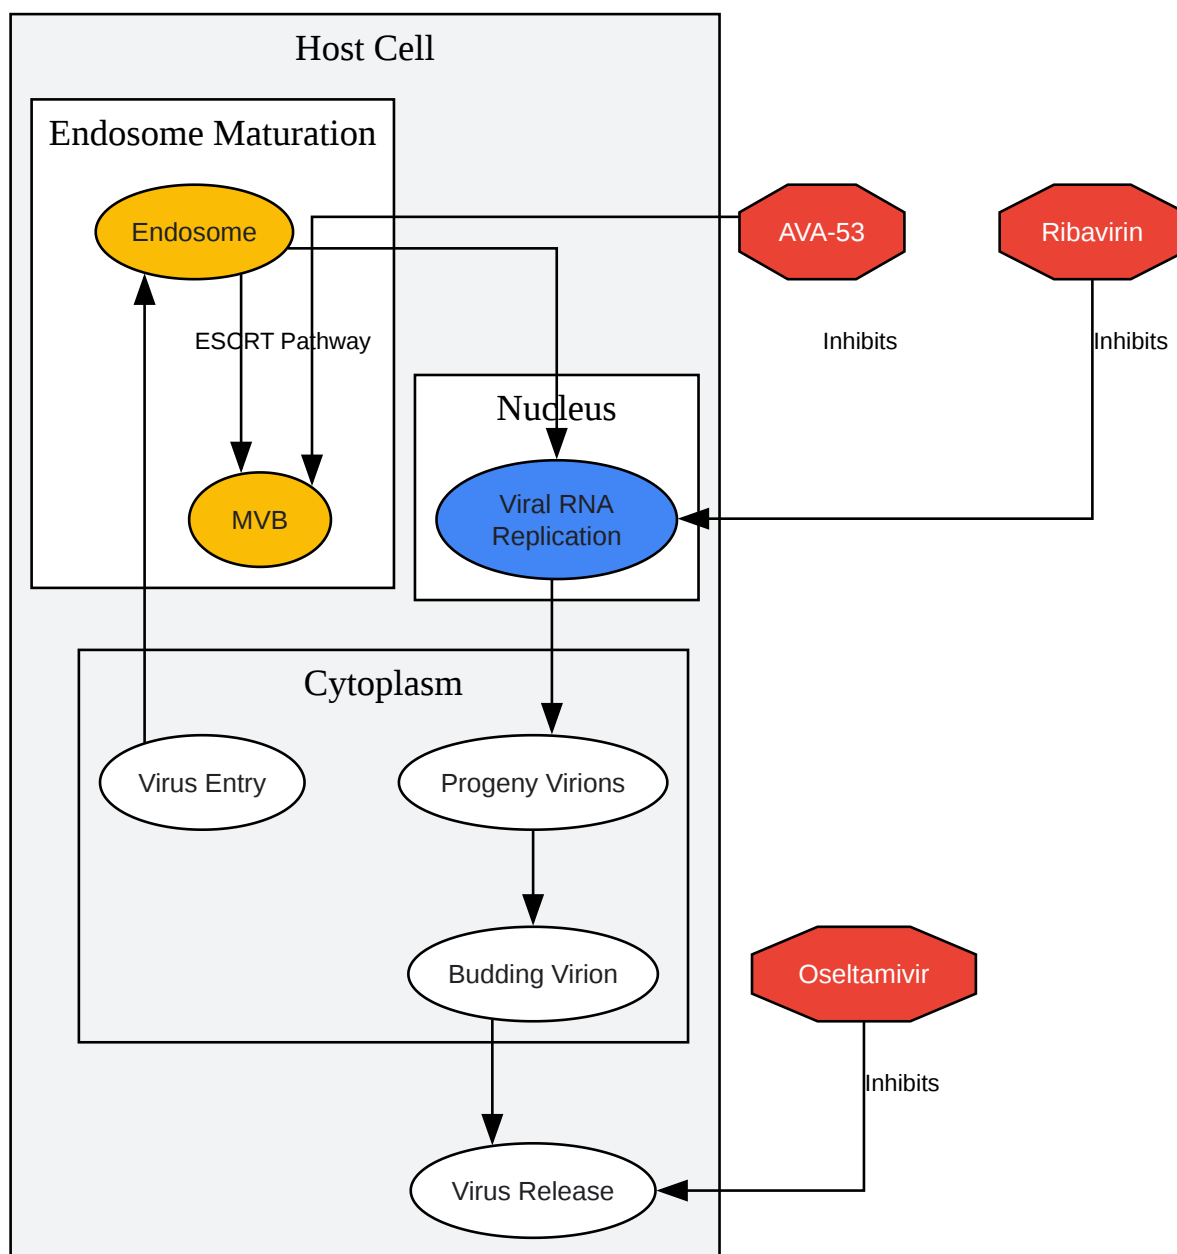 Host Cell
Endosome Maturation
Endosome
AVA-53
Ribavirin
ESCRT Pathway
Inhibits
Inhibits
Nucleus
MVB
Viral RNA
Replication
Cytoplasm
Virus Entry
Progeny Virions
Budding Virion
Oseltamivir
Inhibits
Virus Release